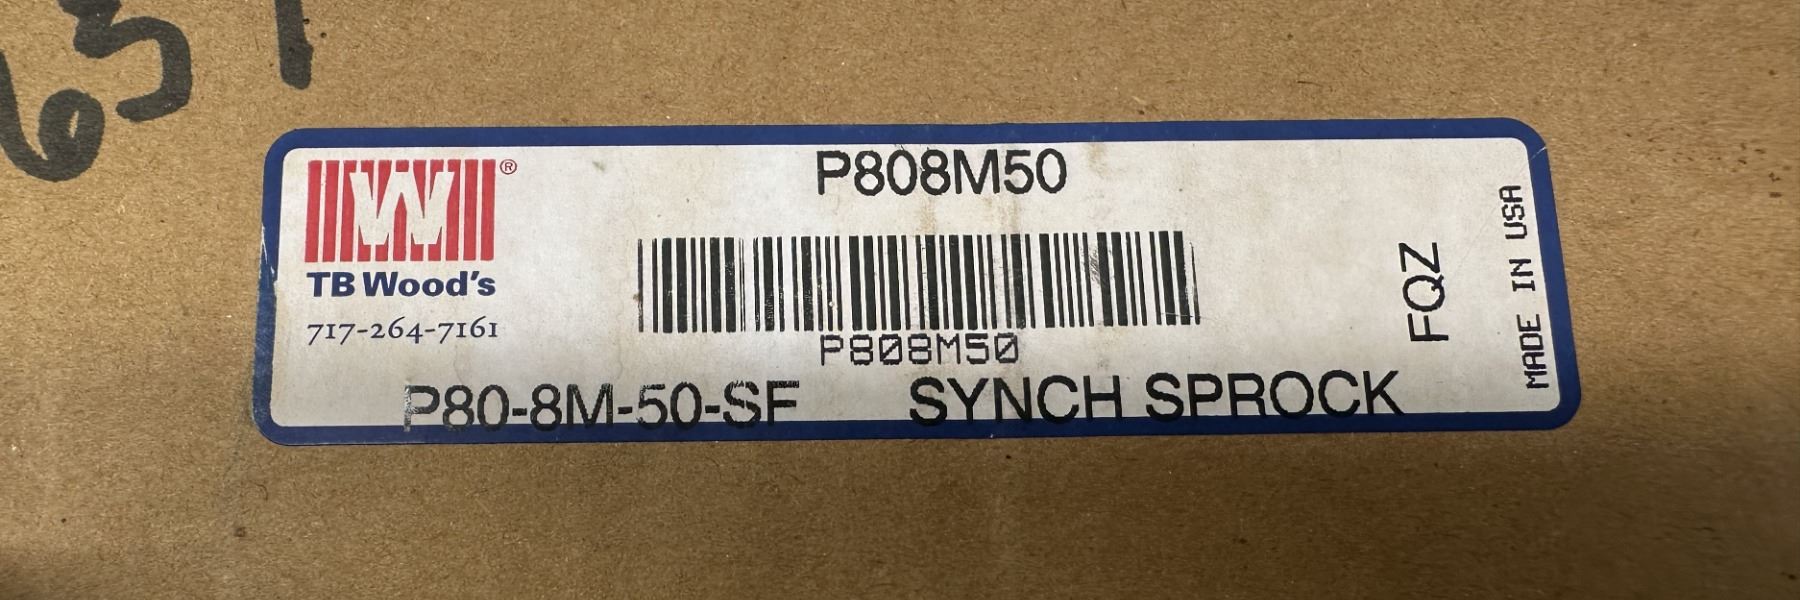 P808M50
®
TB Wood's
717-264-7161
P808M50
P80-8M-50-SF SYNCH SPROCK
FQZ
MADE IN USA